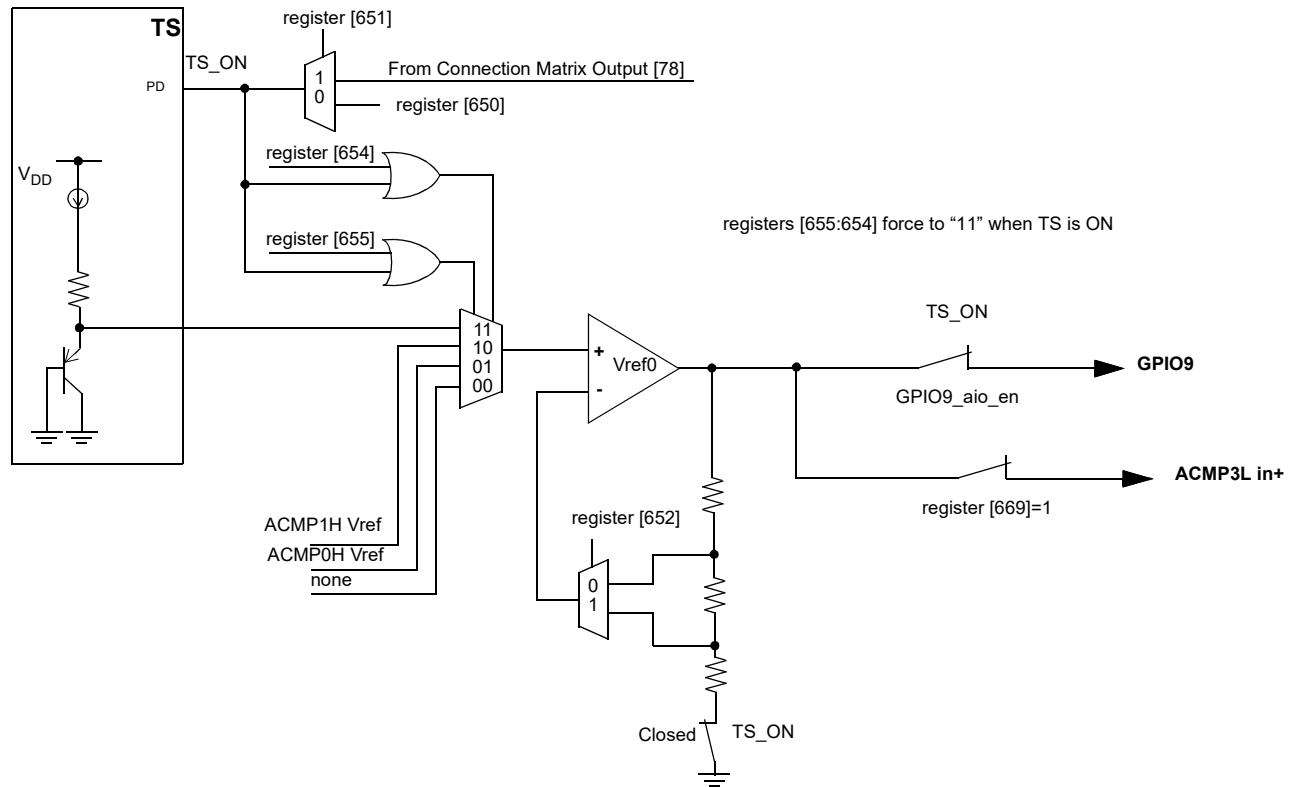 register [651]
TS
TS_ON
From Connection Matrix Output [78]
1
0
PD
register [650]
register [654]
VDD
registers [655:654] force to “11” when TS is ON
register [655]
TS_ON
11
10
01
00
+
Vref0
-
GPIO9
GPIO9_aio_en
ACMP3L in+
register [669]=1
register [652]
ACMP1H Vref
ACMP0H Vref
none
0
1
Closed
TS_ON